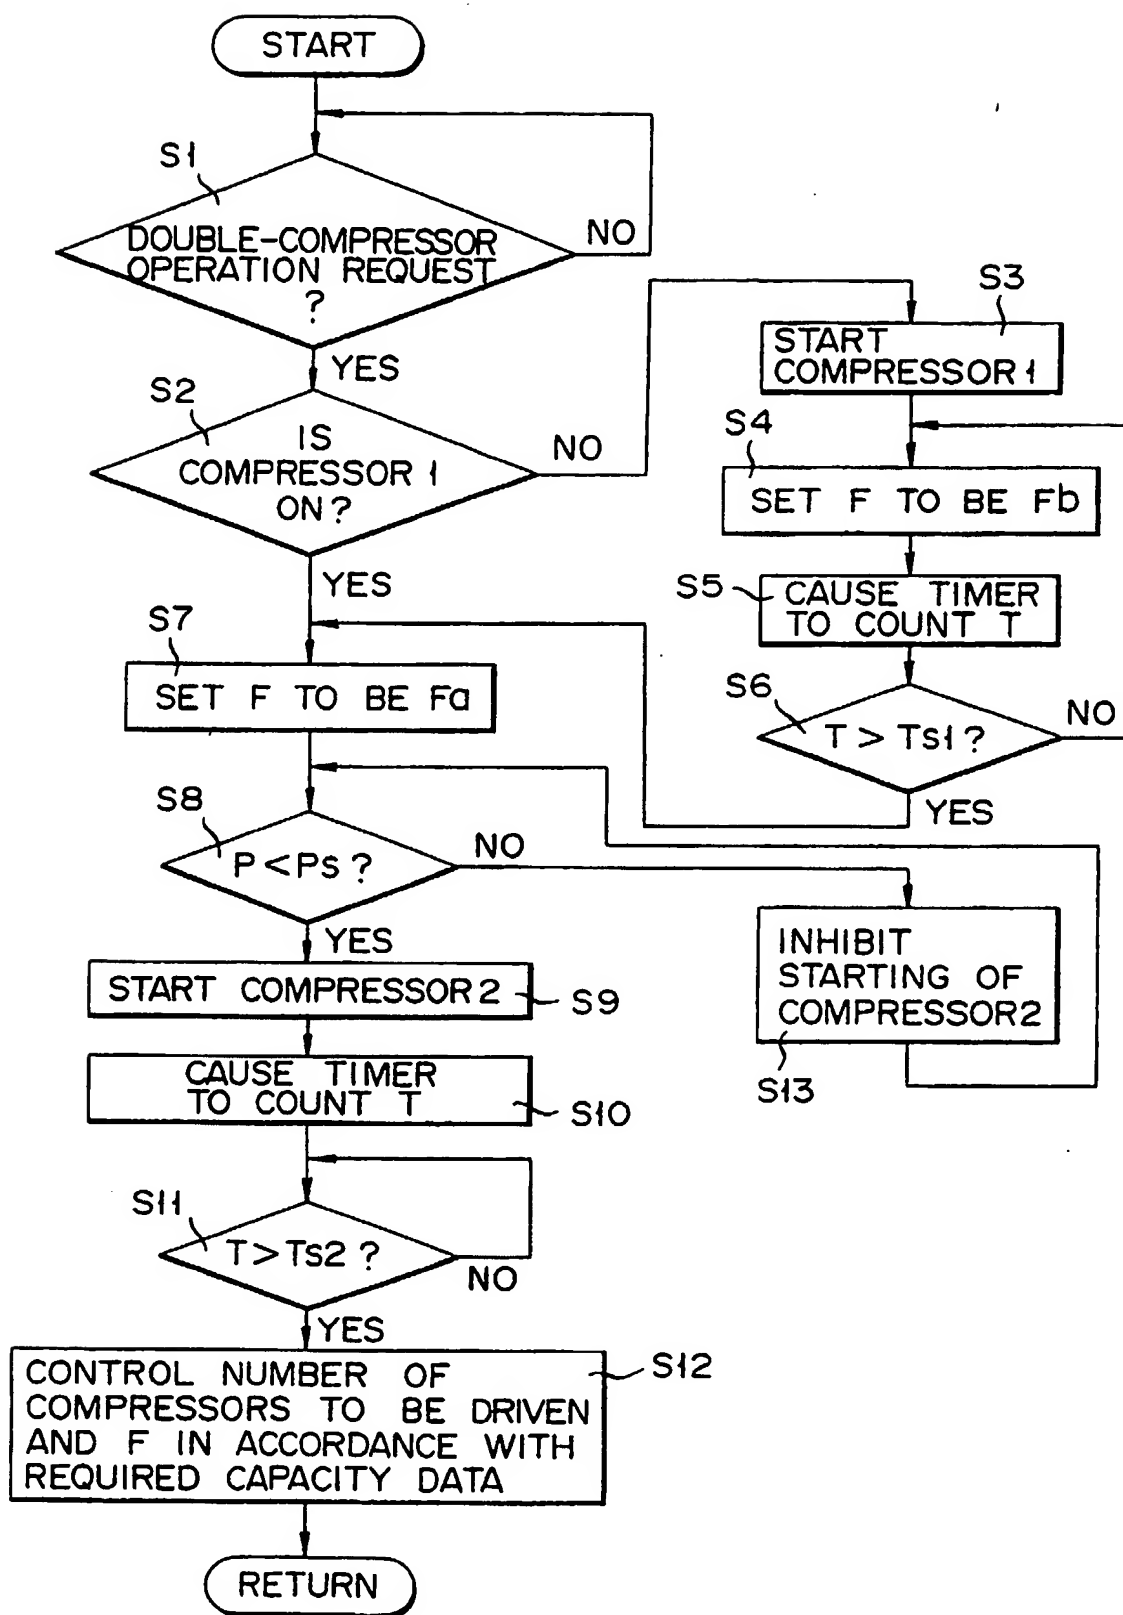 START
S1
DOUBLE-COMPRESSOR
OPERATION REQUEST
?
NO
YES
S2
IS
COMPRESSOR 1
ON?
NO
YES
S3
START
COMPRESSOR 1
S4
SET F TO BE Fb
S5
CAUSE TIMER
TO COUNT T
S6
T > Ts1 ?
NO
YES
S7
SET F TO BE Fa
S8
P < Ps ?
NO
YES
START COMPRESSOR 2
S9
CAUSE TIMER
TO COUNT T
S10
S11
T > Ts2 ?
NO
YES
CONTROL NUMBER OF
COMPRESSORS TO BE DRIVEN
AND F IN ACCORDANCE WITH
REQUIRED CAPACITY DATA
S12
INHIBIT
STARTING OF
COMPRESSOR 2
S13
RETURN